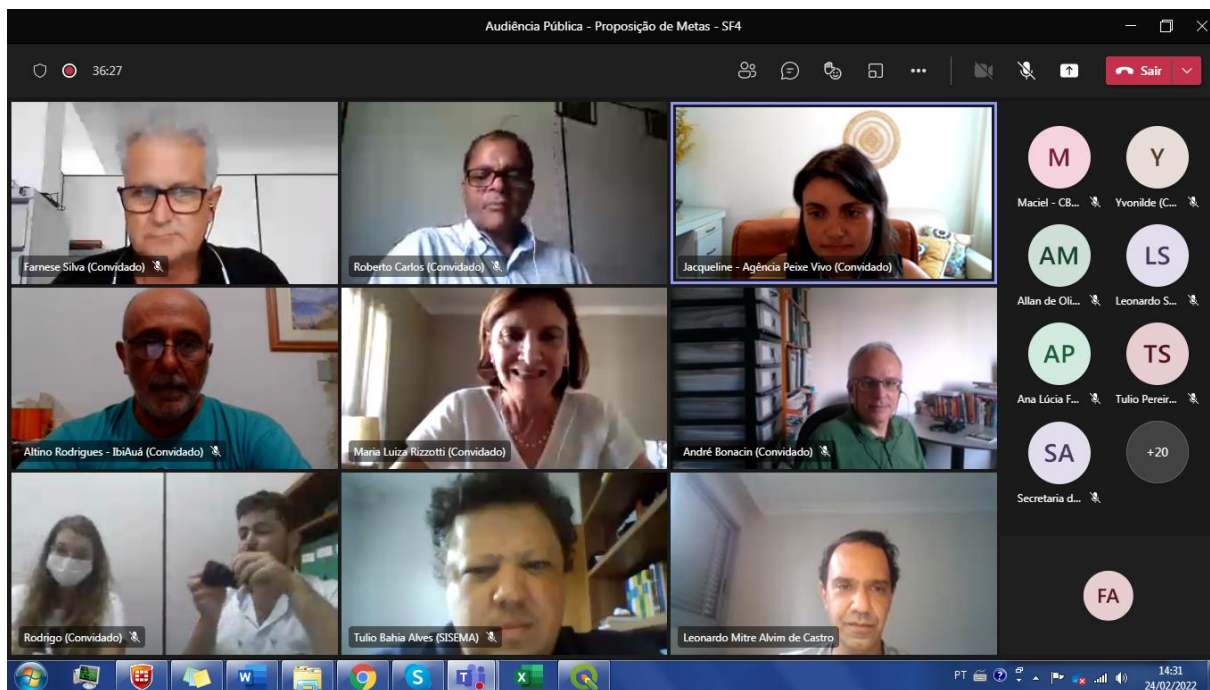 Audiência Pública - Proposição de Metas - SF4
36:27
Sair
Farnese Silva (Convidado)
Roberto Carlos (Convidado)
Jacqueline - Agência Peixe Vivo (Convidado)
M
Y
Maciel - CB...
Yvonilde (C...
AM
LS
Allan de Oli...
Leonardo S...
Altino Rodrigues - IbiAuá (Convidado)
Maria Luiza Rizzotti (Convidado)
André Bonacin (Convidado)
AP
TS
Ana Lúcia F...
Tulio Pereir...
SA
+20
Secretaria d...
Rodrigo (Convidado)
Tulio Bahia Alves (SISEMA)
Leonardo Mitre Alvim de Castro
FA
PT
14:31
24/02/2022